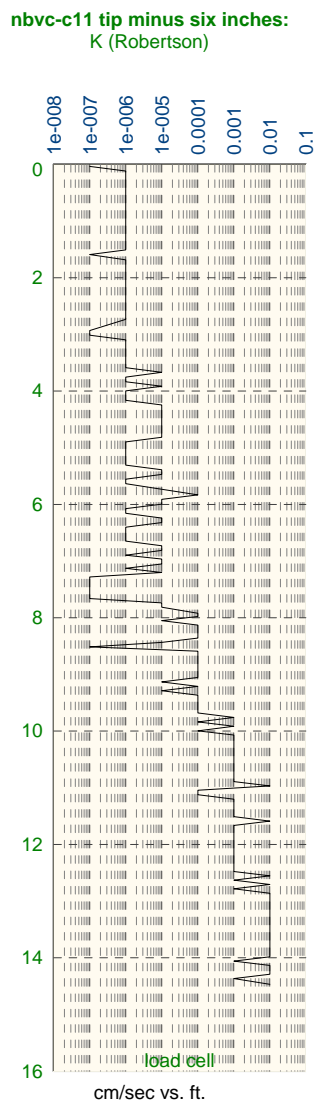 nbvc-c11 tip minus six inches:
K (Robertson)
1e-008
1e-007
1e-006
1e-005
0.0001
0.001
0.01
0.1
0
2
4
6
8
10
12
14
16
load cell
cm/sec vs. ft.